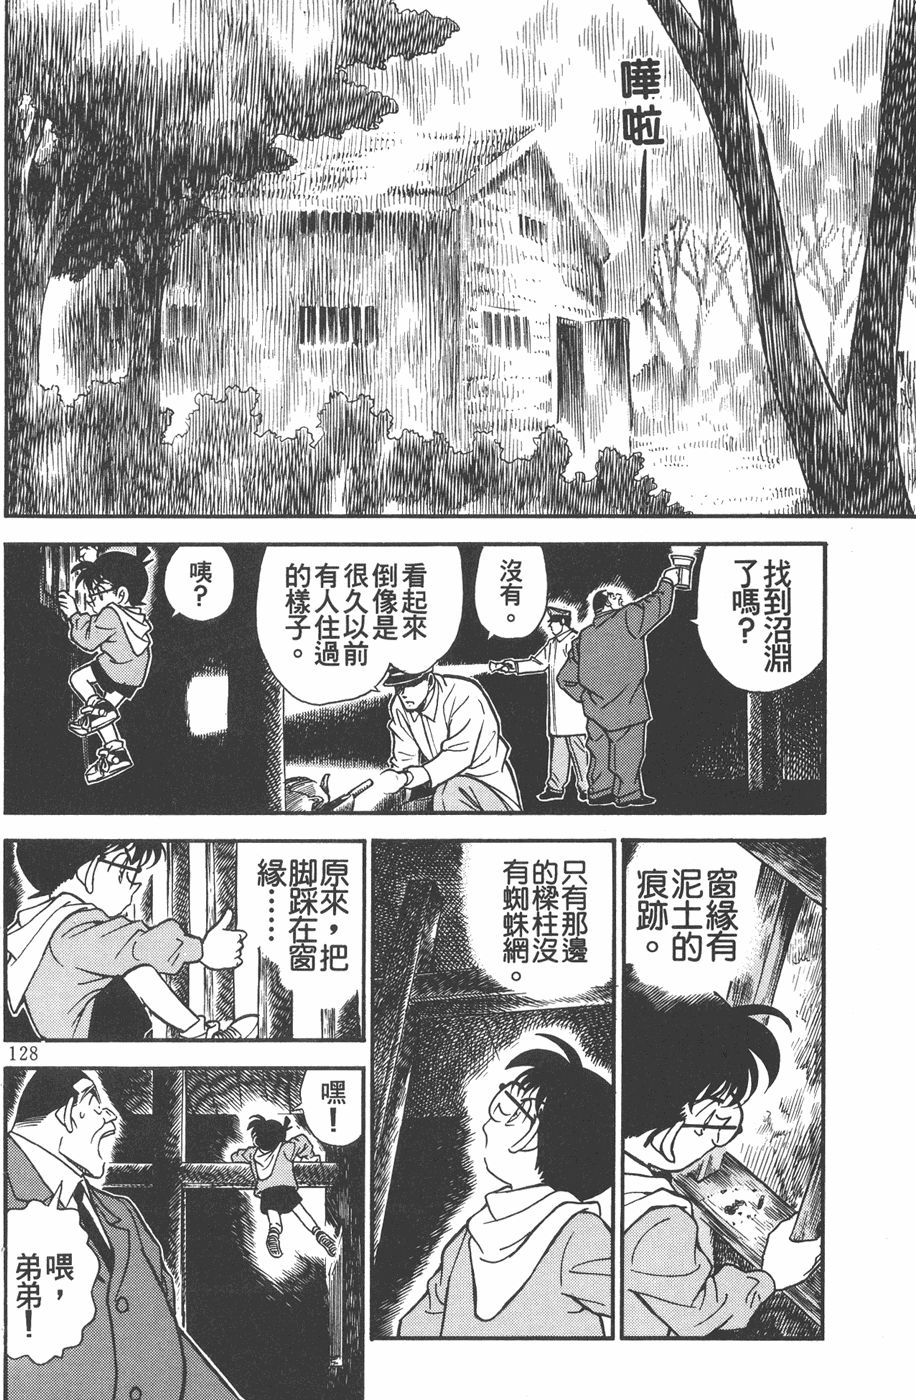 嘩啦—
找到沼淵
了嗎？
沒有。
看起來
倒像是
很久以前
有人住過
的樣子。
咦？
窗緣有
泥土的
痕跡。
只有那邊
的樑柱沒
有蜘蛛網。
原來，把
腳踩在窗
緣……
128
嘿！
喂，
弟弟！